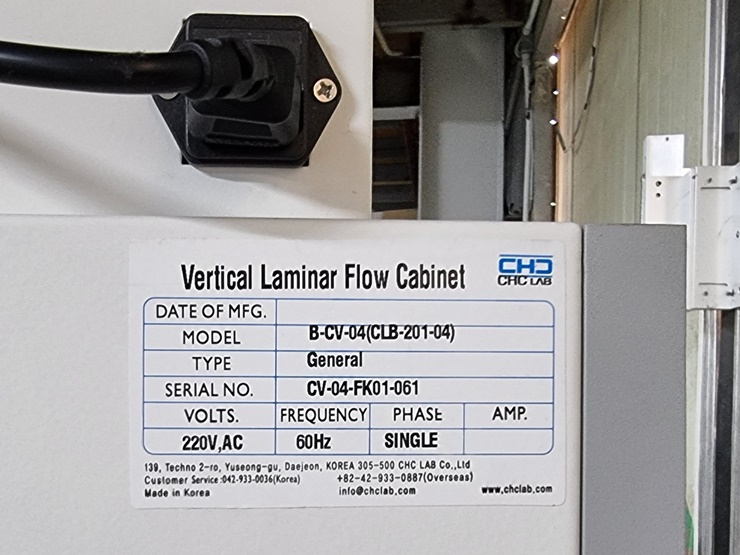 Vertical Laminar Flow Cabinet
CHC
CHC LAB
DATE OF MFG.
MODEL B-CV-04(CLB-201-04)
TYPE General
SERIAL NO. CV-04-FK01-061
VOLTS. FREQUENCY PHASE AMP.
220V,AC 60Hz SINGLE
139, Techno 2-ro, Yuseong-gu, Daejeon, KOREA 305-500 CHC LAB Co.,Ltd
Customer Service :042-933-0036(Korea) +82-42-933-0887(Overseas)
Made in Korea info@chclab.com www.chclab.com